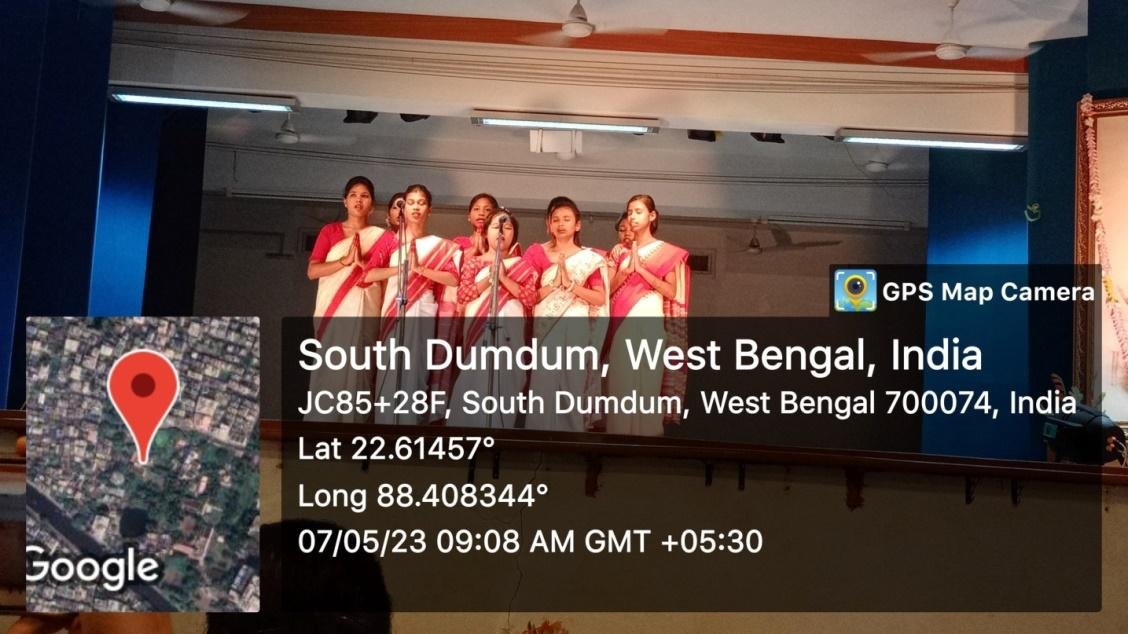 GPS Map Camera
South Dumdum, West Bengal, India
JC85+28F, South Dumdum, West Bengal 700074, India
Lat 22.61457°
Long 88.408344°
07/05/23 09:08 AM GMT +05:30
Google